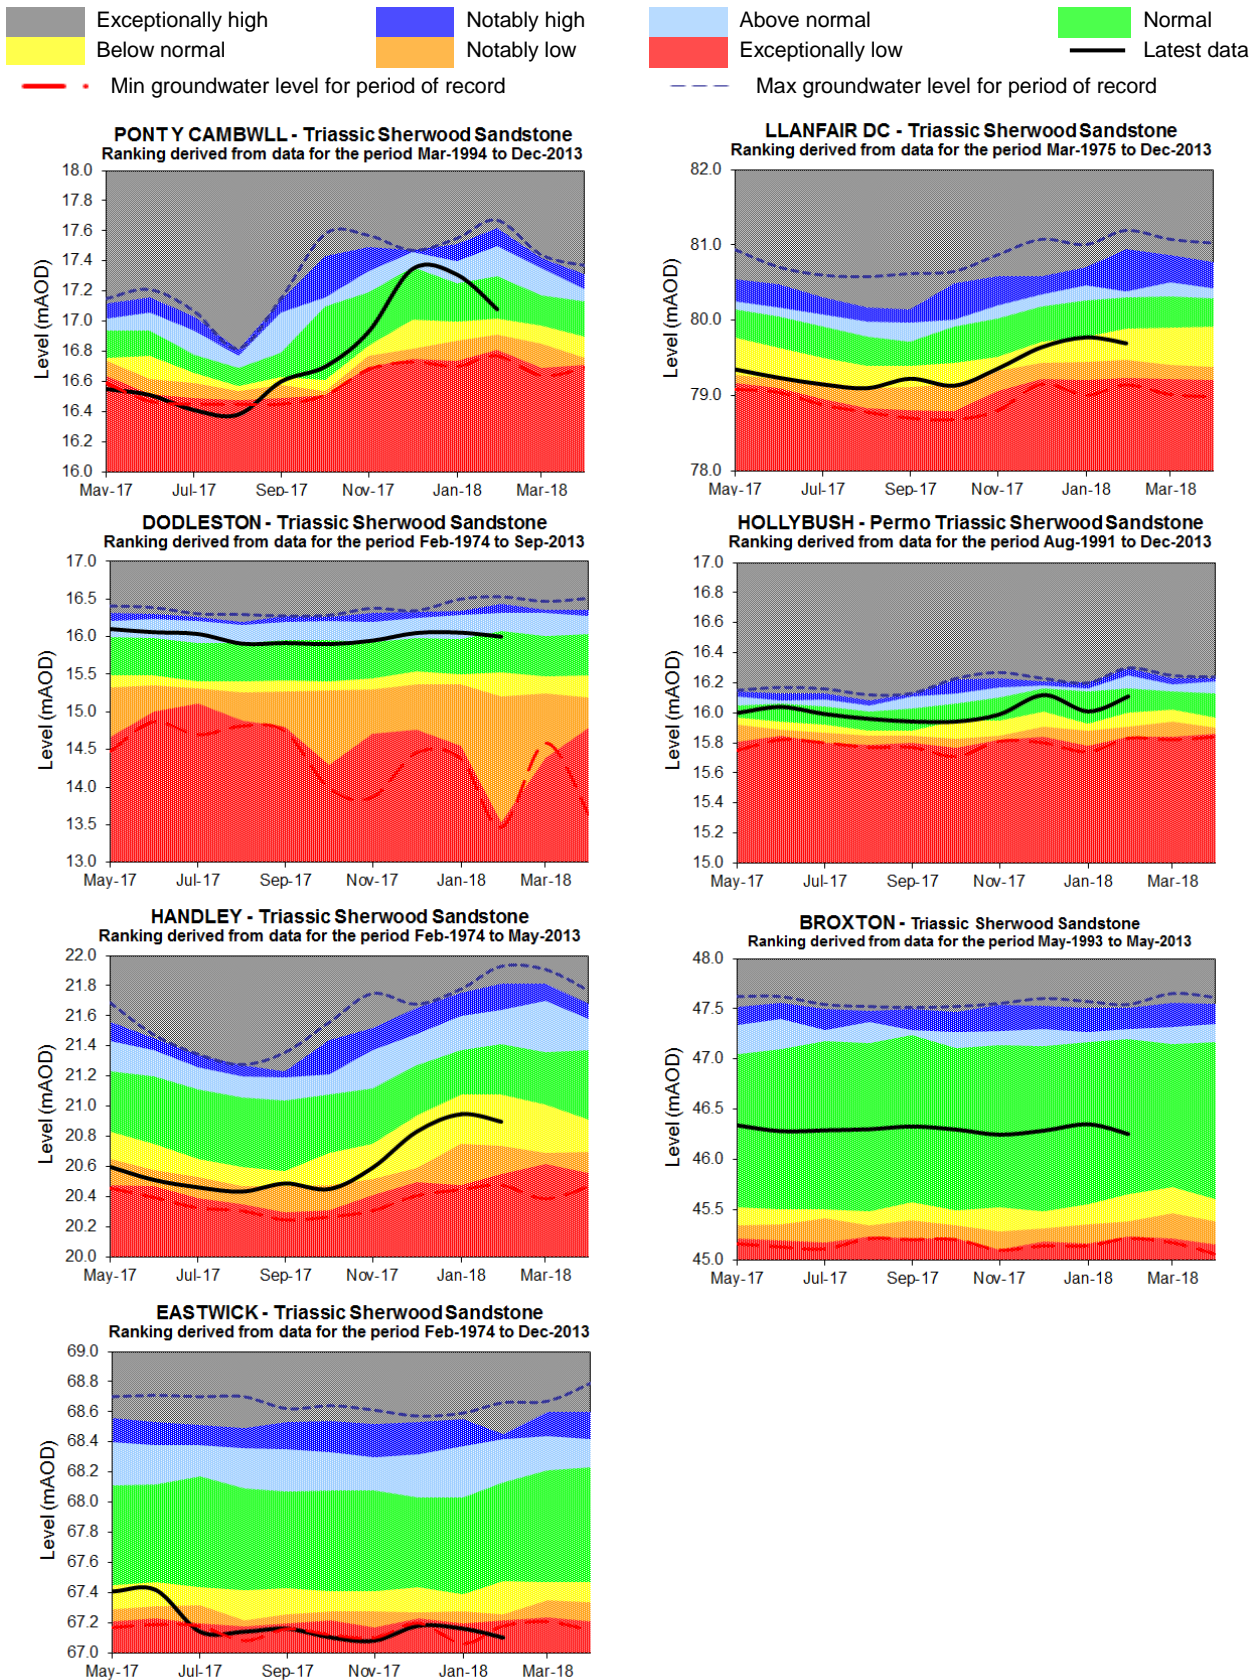 Exceptionally high
Notably high
Above normal
Normal
Below normal
Notably low
Exceptionally low
Latest data
Min groundwater level for period of record
Max groundwater level for period of record
PONT Y CAMBWLL - Triassic Sherwood Sandstone
Ranking derived from data for the period Mar-1994 to Dec-2013
Level (mAOD)
18.0
17.8
17.6
17.4
17.2
17.0
16.8
16.6
16.4
16.2
16.0
May-17 Jul-17 Sep-17 Nov-17 Jan-18 Mar-18
LLANFAIR DC - Triassic Sherwood Sandstone
Ranking derived from data for the period Mar-1975 to Dec-2013
Level (mAOD)
82.0
81.0
80.0
79.0
78.0
May-17 Jul-17 Sep-17 Nov-17 Jan-18 Mar-18
DODLESTON - Triassic Sherwood Sandstone
Ranking derived from data for the period Feb-1974 to Sep-2013
Level (mAOD)
17.0
16.5
16.0
15.5
15.0
14.5
14.0
13.5
13.0
May-17 Jul-17 Sep-17 Nov-17 Jan-18 Mar-18
HOLLYBUSH - Permo Triassic Sherwood Sandstone
Ranking derived from data for the period Aug-1991 to Dec-2013
Level (mAOD)
17.0
16.8
16.6
16.4
16.2
16.0
15.8
15.6
15.4
15.2
15.0
May-17 Jul-17 Sep-17 Nov-17 Jan-18 Mar-18
HANDLEY - Triassic Sherwood Sandstone
Ranking derived from data for the period Feb-1974 to May-2013
Level (mAOD)
22.0
21.8
21.6
21.4
21.2
21.0
20.8
20.6
20.4
20.2
20.0
May-17 Jul-17 Sep-17 Nov-17 Jan-18 Mar-18
BROXTON - Triassic Sherwood Sandstone
Ranking derived from data for the period May-1993 to May-2013
Level (mAOD)
48.0
47.5
47.0
46.5
46.0
45.5
45.0
May-17 Jul-17 Sep-17 Nov-17 Jan-18 Mar-18
EASTWICK - Triassic Sherwood Sandstone
Ranking derived from data for the period Feb-1974 to Dec-2013
Level (mAOD)
69.0
68.8
68.6
68.4
68.2
68.0
67.8
67.6
67.4
67.2
67.0
May-17 Jul-17 Sep-17 Nov-17 Jan-18 Mar-18